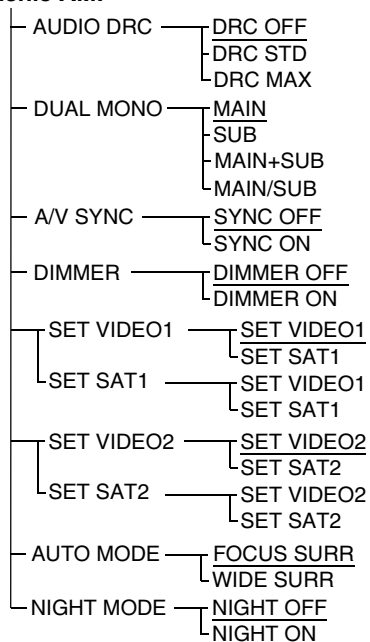 AUDIO DRC DRC OFF
DRC STD
DRC MAX
DUAL MONO MAIN
SUB
MAIN+SUB
MAIN/SUB
A/V SYNC SYNC OFF
SYNC ON
DIMMER DIMMER OFF
DIMMER ON
SET VIDEO1 SET VIDEO1
SET SAT1
SET SAT1 SET VIDEO1
SET SAT1
SET VIDEO2 SET VIDEO2
SET SAT2
SET SAT2 SET VIDEO2
SET SAT2
AUTO MODE FOCUS SURR
WIDE SURR
NIGHT MODE NIGHT OFF
NIGHT ON